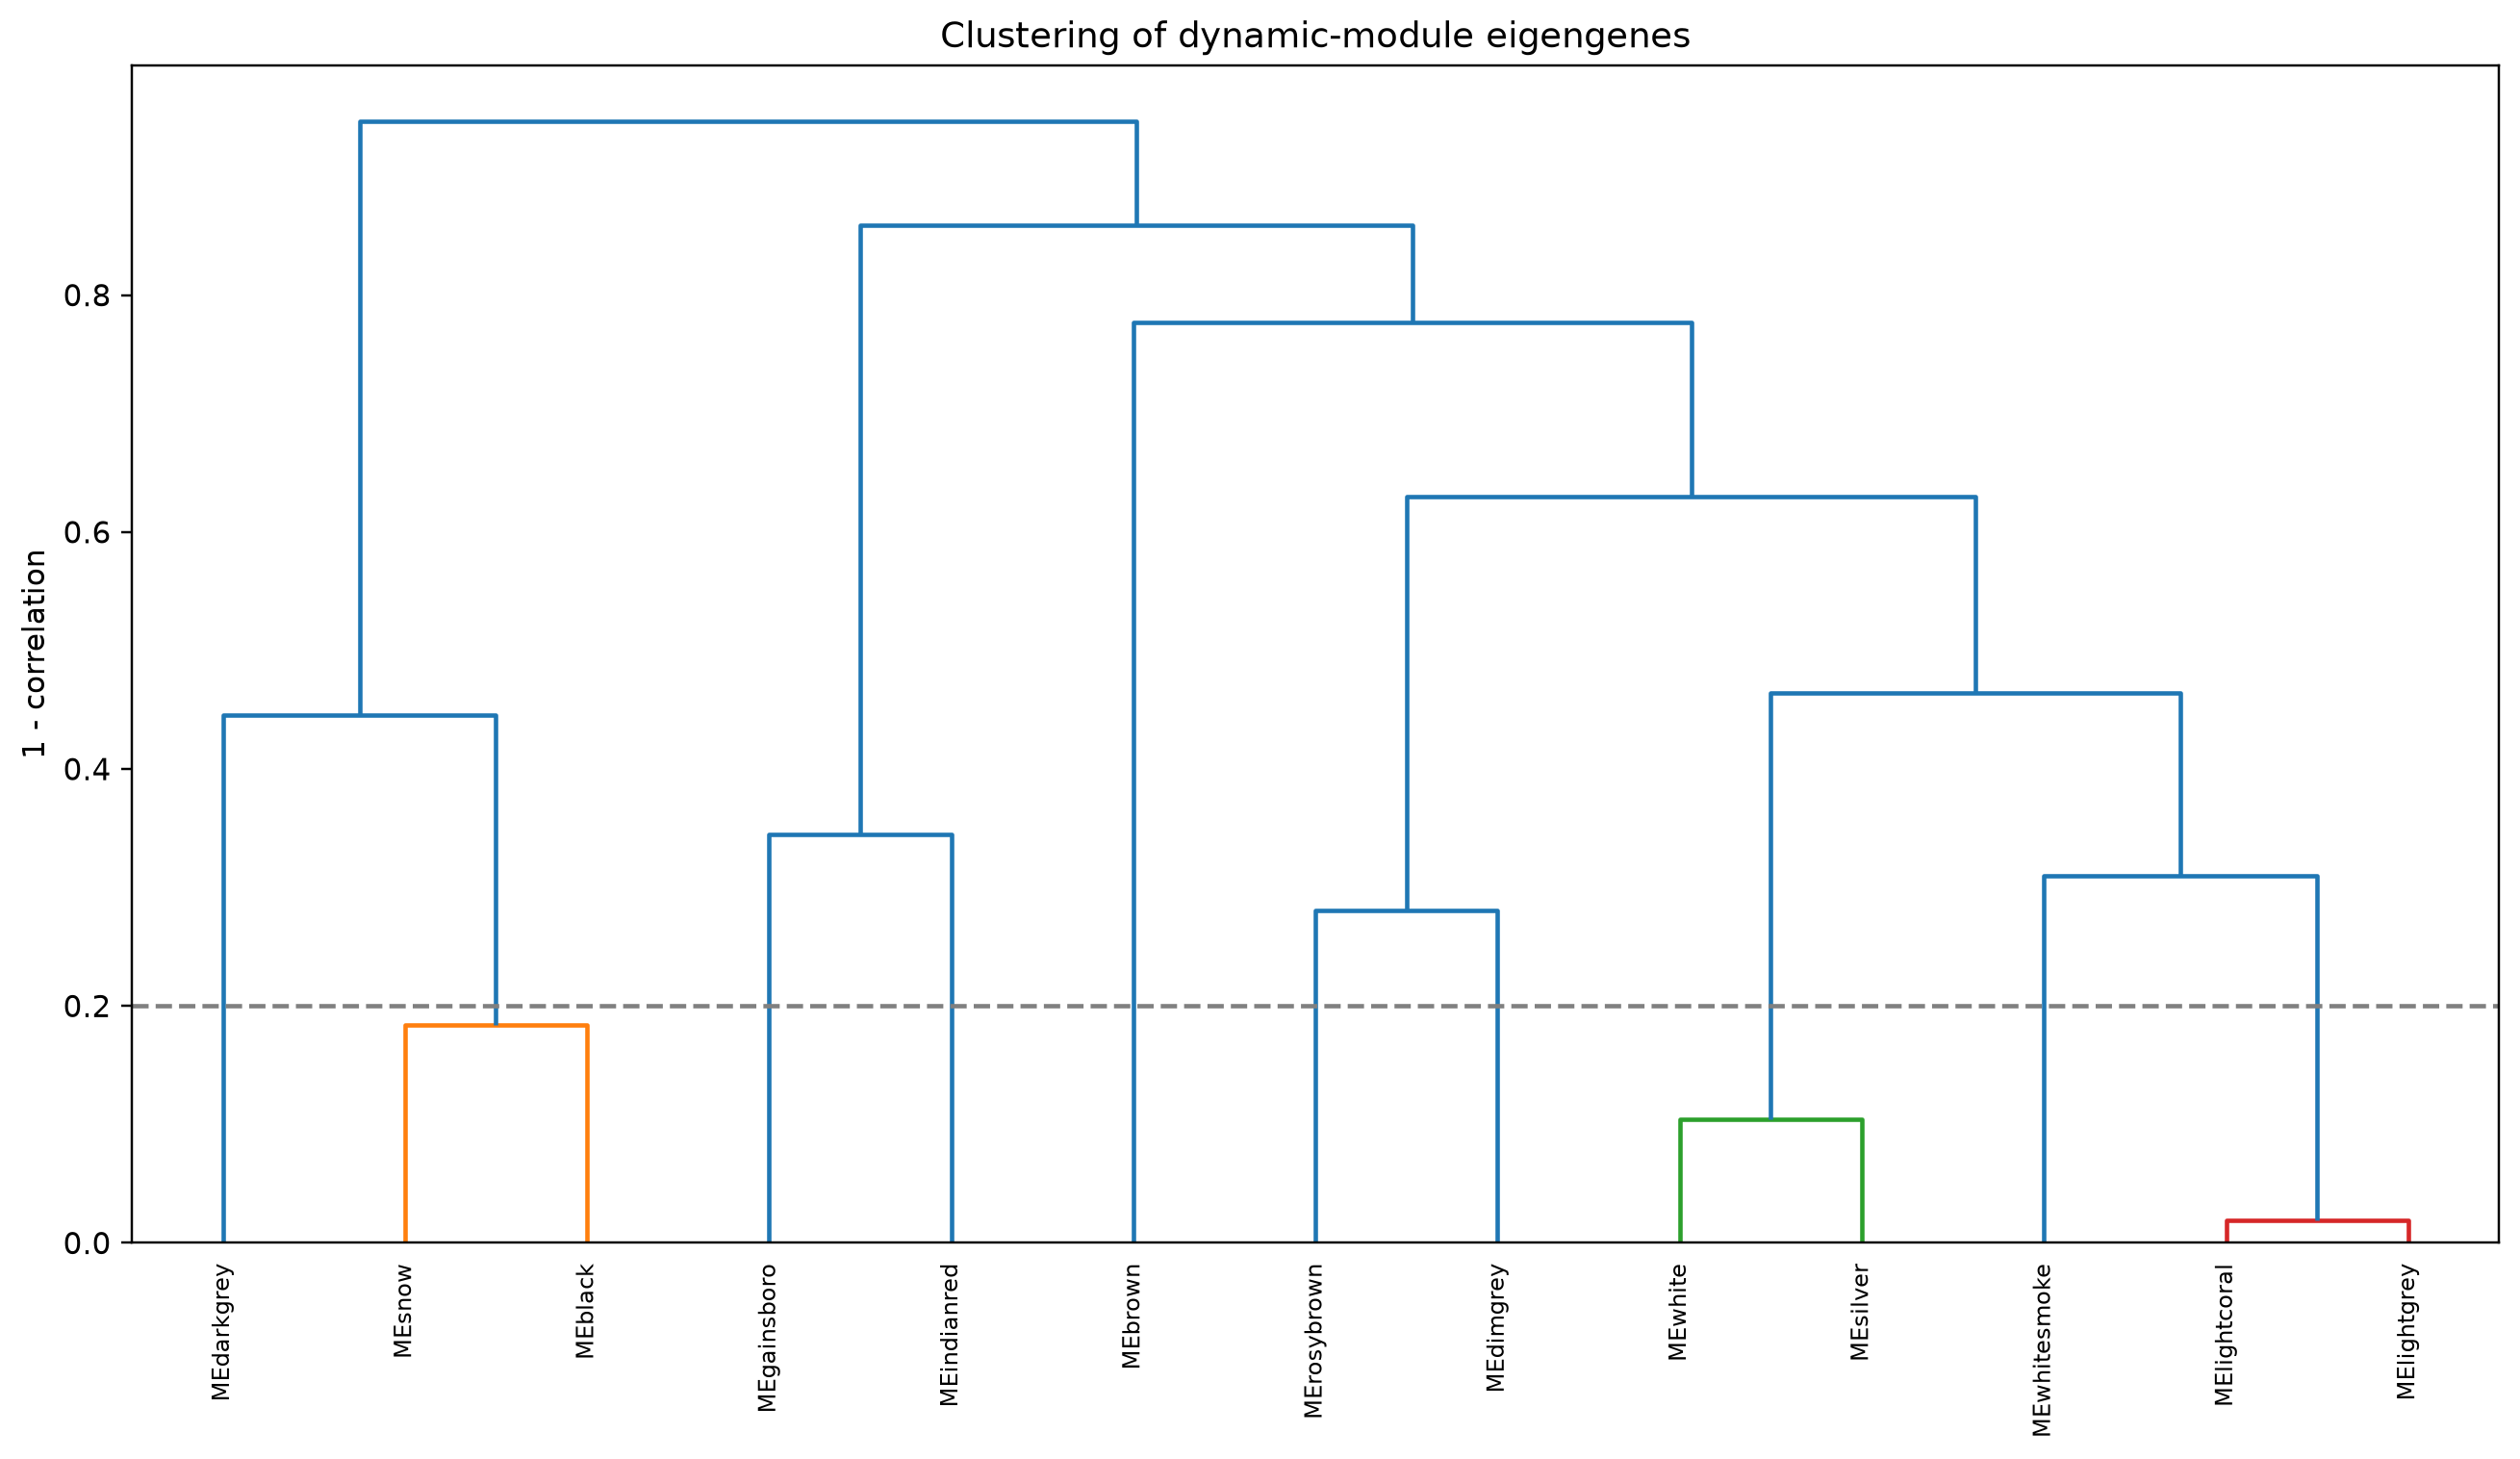 Clustering of dynamic-module eigengenes
1 - correlation
0.8
0.6
0.4
0.2
0.0
MEdarkgrey
MEsnow
MEblack
MEgainsboro
MEindianred
MEbrown
MErosybrown
MEdimgrey
MEwhite
MEsilver
MEwhitesmoke
MElightcoral
MElightgrey